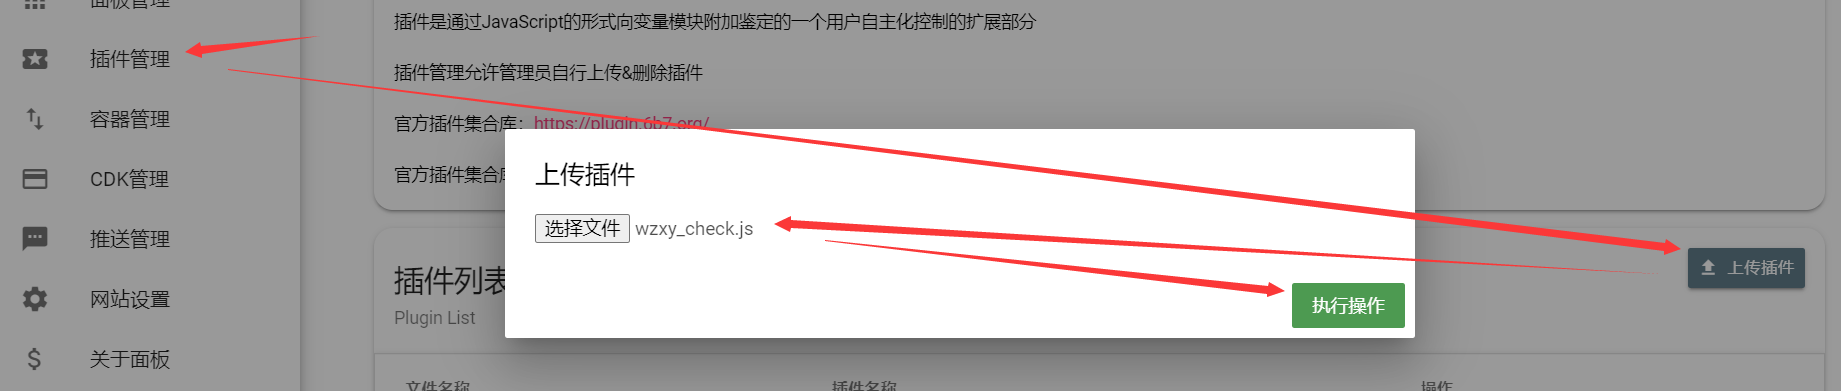 面板管理
插件管理
容器管理
CDK管理
推送管理
网站设置
关于面板
插件是通过JavaScript的形式向变量模块附加鉴定的一个用户自主化控制的扩展部分
插件管理允许管理员自行上传&删除插件
官方插件集合库：https://plugin.6b7.org/
官方插件集合库
上传插件
选择文件 wzxy_check.js
执行操作
上传插件
插件列表
Plugin List
文件名称 插件名称 操作